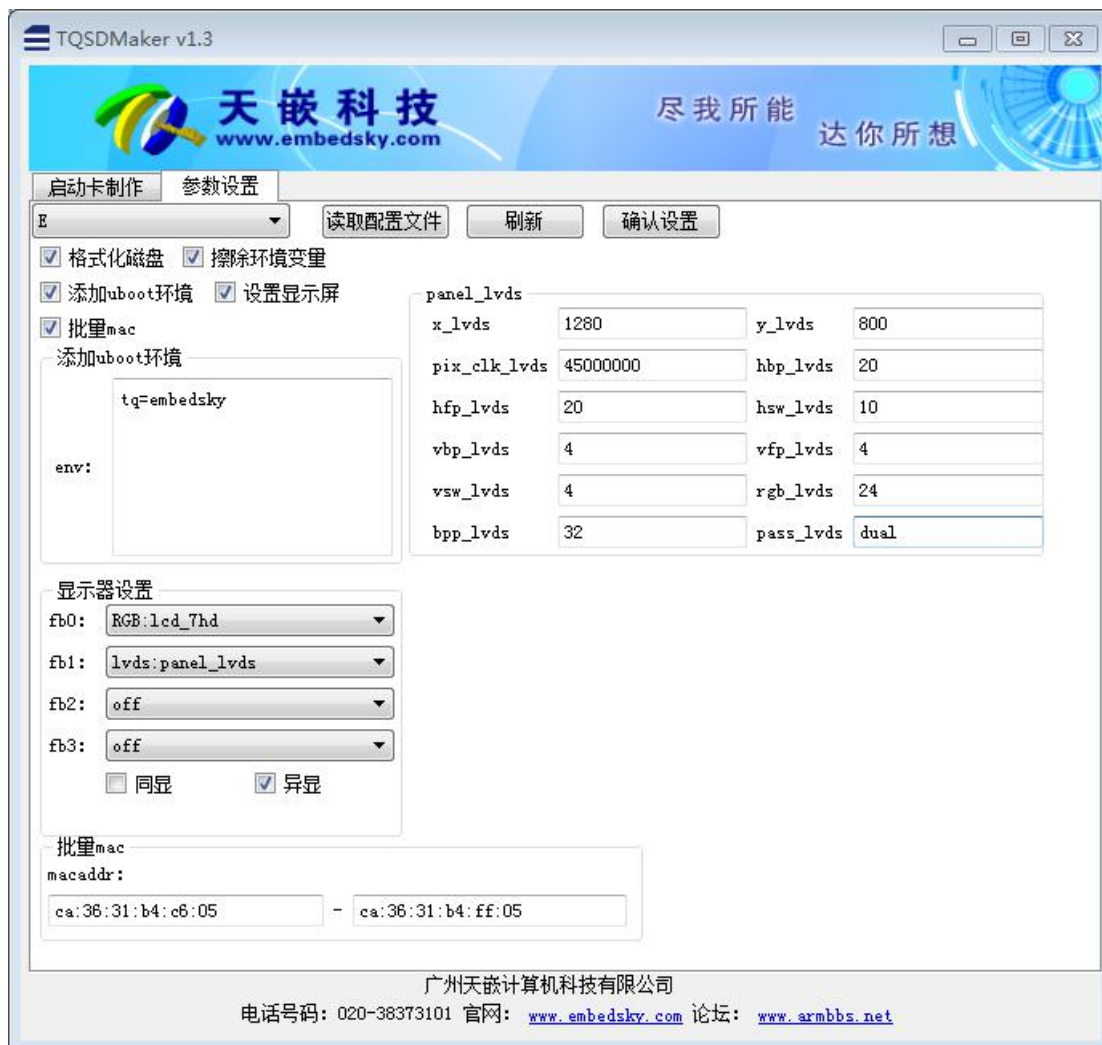 TQSDMaker v1.3
天嵌科技
www.embedsky.com
尽我所能
达你所想
启动卡制作 参数设置
E 读取配置文件 刷新 确认设置
格式化磁盘 擦除环境变量
添加uboot环境 设置显示屏
批量mac
添加uboot环境
env: tq=embedsky
panel_lvds
x_lvds 1280 y_lvds 800
pix_clk_lvds 45000000 hbp_lvds 20
hfp_lvds 20 hsw_lvds 10
vbp_lvds 4 vfp_lvds 4
vsw_lvds 4 rgb_lvds 24
bpp_lvds 32 pass_lvds dual
显示器设置
fb0: RGB:lcd_7hd
fb1: lvds:panel_lvds
fb2: off
fb3: off
同显 异显
批量mac
macaddr:
ca:36:31:b4:c6:05 - ca:36:31:b4:ff:05
广州天嵌计算机科技有限公司
电话号码: 020-38373101 官网: www.embedsky.com 论坛: www.armbbs.net